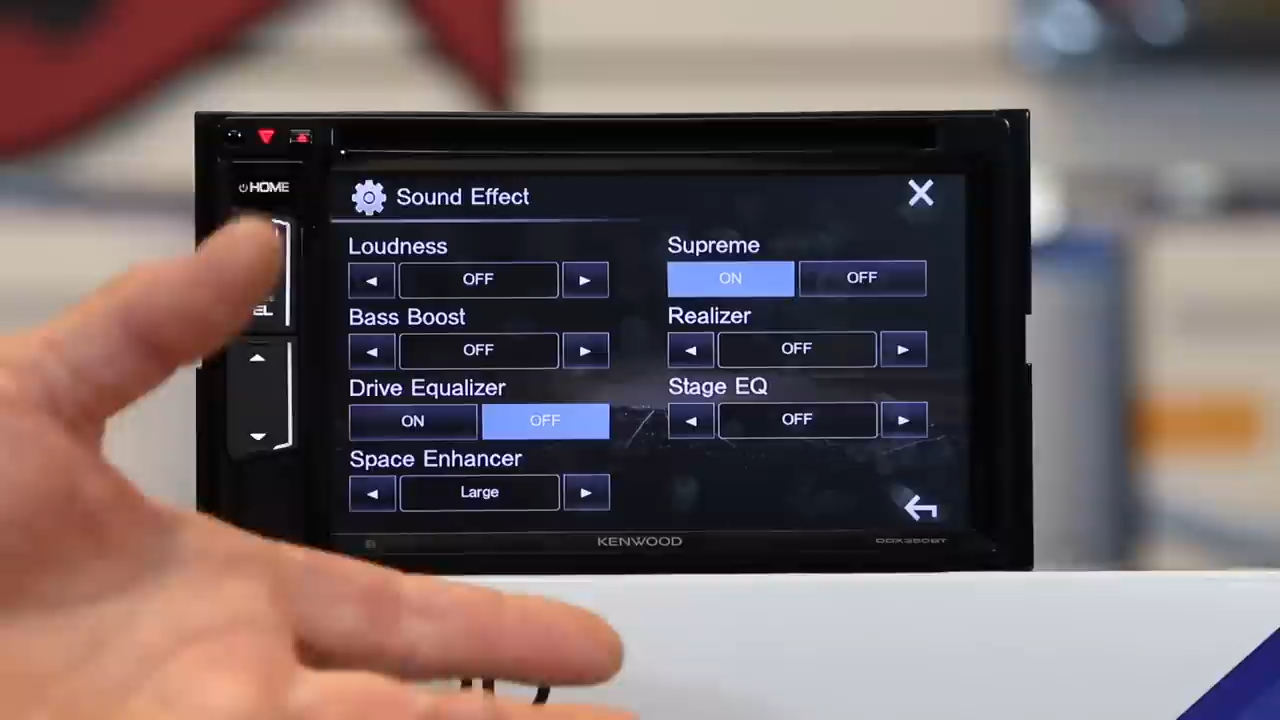 HOME
EL
Sound Effect
Loudness
OFF
Bass Boost
OFF
Drive Equalizer
ON OFF
Space Enhancer
Large
Supreme
ON OFF
Realizer
OFF
Stage EQ
OFF
KENWOOD